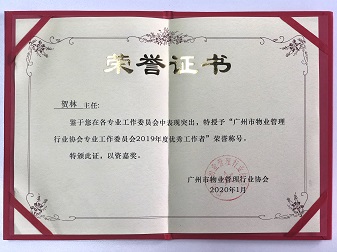 荣誉证书
贺林 主任:
鉴于您在各专业工作委员会中表现突出，特授予“广州市物业管理
行业协会专业工作委员会2019年度优秀工作者”荣誉称号。
特颁此证，以资嘉奖。
广州市物业管理行业协会
2020年1月